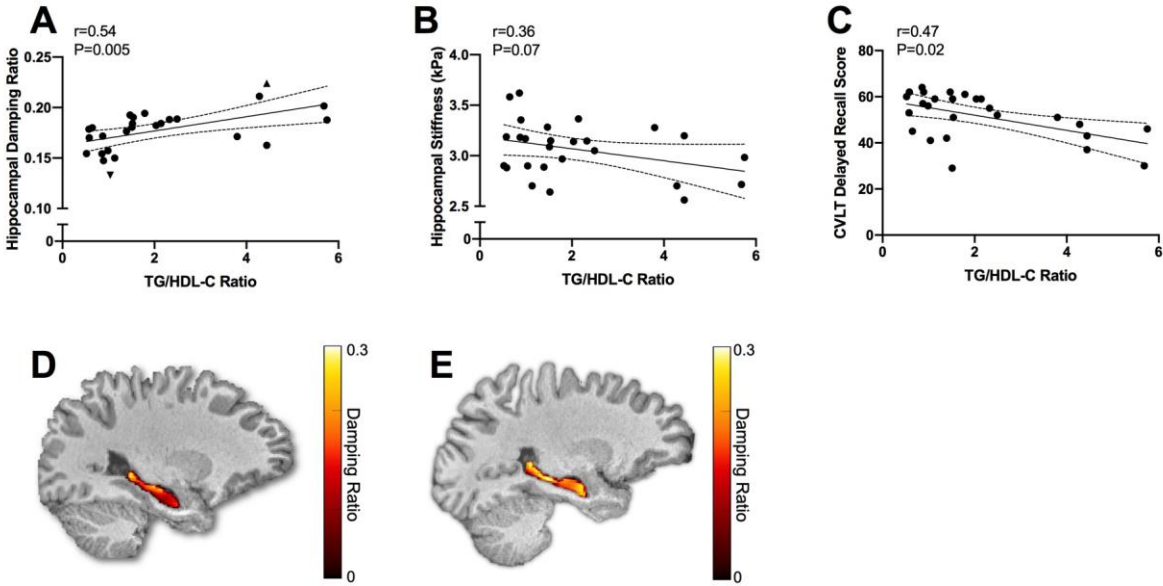 A
r=0.54
P=0.005
Hippocampal Damping Ratio
0.25
0.20
0.15
0.10
0
0 2 4 6
TG/HDL-C Ratio
B
r=0.36
P=0.07
Hippocampal Stiffness (kPa)
4.0
3.5
3.0
2.5
0
0 2 4 6
TG/HDL-C Ratio
C
r=0.47
P=0.02
CVLT Delayed Recall Score
80
60
40
20
0
0 2 4 6
TG/HDL-C Ratio
D
0.3
Damping Ratio
0
E
0.3
Damping Ratio
0